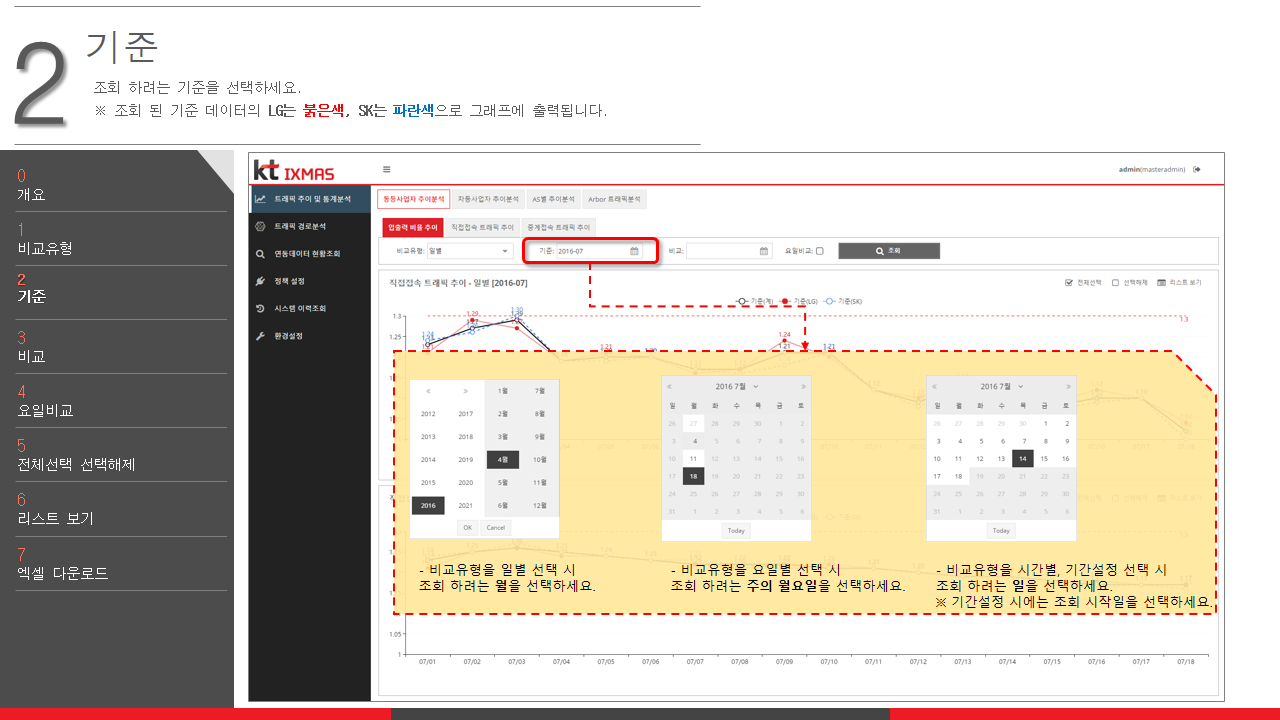 2
기준
조회 하려는 기준을 선택하세요.
※ 조회 된 기준 데이터의 LG는 붉은색, SK는 파란색으로 그래프에 출력됩니다.
0
개요
1
비교유형
2
기준
3
비교
4
요일비교
5
전체선택 선택해제
6
리스트 보기
7
엑셀 다운로드
kt IXMAS
admin(masteradmin)
트래픽 추이 및 통계분석
트래픽 경로분석
연동데이터 현황조회
정책 설정
시스템 이력조회
환경설정
동등사업자 추이분석 자동사업자 추이분석 AS별 추이분석 Arbor 트래픽분석
입출력 비율 추이 직접접속 트래픽 추이 중계접속 트래픽 추이
비교유형: 일별 기준: 2016-07 비교: 요일비교: 조회
직접접속 트래픽 추이 - 일별 [2016-07]
전체선택 선택해제 리스트 보기
기준(계) 기준(LG) 기준(SK)
1.3
1.25
1.3
1.29
1.30
1.24
1.21
1.21
1.24
1.21
1.21
« » 1월 7월
2012 2017 2월 8월
2013 2018 3월 9월
2014 2019 4월 10월
2015 2020 5월 11월
2016 2021 6월 12월
OK Cancel
« 2016 7월 »
일 월 화 수 목 금 토
26 27 28 29 30 1 2
3 4 5 6 7 8 9
10 11 12 13 14 15 16
17 18 19 20 21 22 23
24 25 26 27 28 29 30
31 1 2 3 4 5 6
Today
« 2016 7월 »
일 월 화 수 목 금 토
26 27 28 29 30 1 2
3 4 5 6 7 8 9
10 11 12 13 14 15 16
17 18 19 20 21 22 23
24 25 26 27 28 29 30
31 1 2 3 4 5 6
Today
- 비교유형을 일별 선택 시
조회 하려는 월을 선택하세요.
- 비교유형을 요일별 선택 시
조회 하려는 주의 월요일을 선택하세요.
- 비교유형을 시간별, 기간설정 선택 시
조회 하려는 일을 선택하세요.
※ 기간설정 시에는 조회 시작일을 선택하세요.
1.05
1
07/01 07/02 07/03 07/04 07/05 07/06 07/07 07/08 07/09 07/10 07/11 07/12 07/13 07/14 07/15 07/16 07/17 07/18